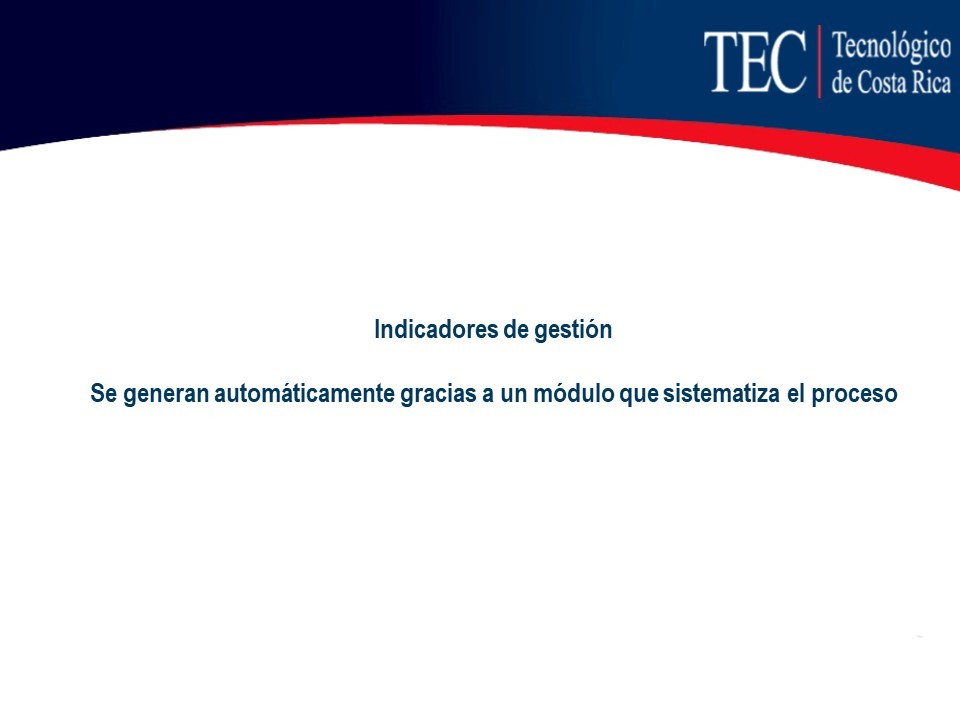 TEC
Tecnológico
de Costa Rica
Indicadores de gestión
Se generan automáticamente gracias a un módulo que sistematiza el proceso